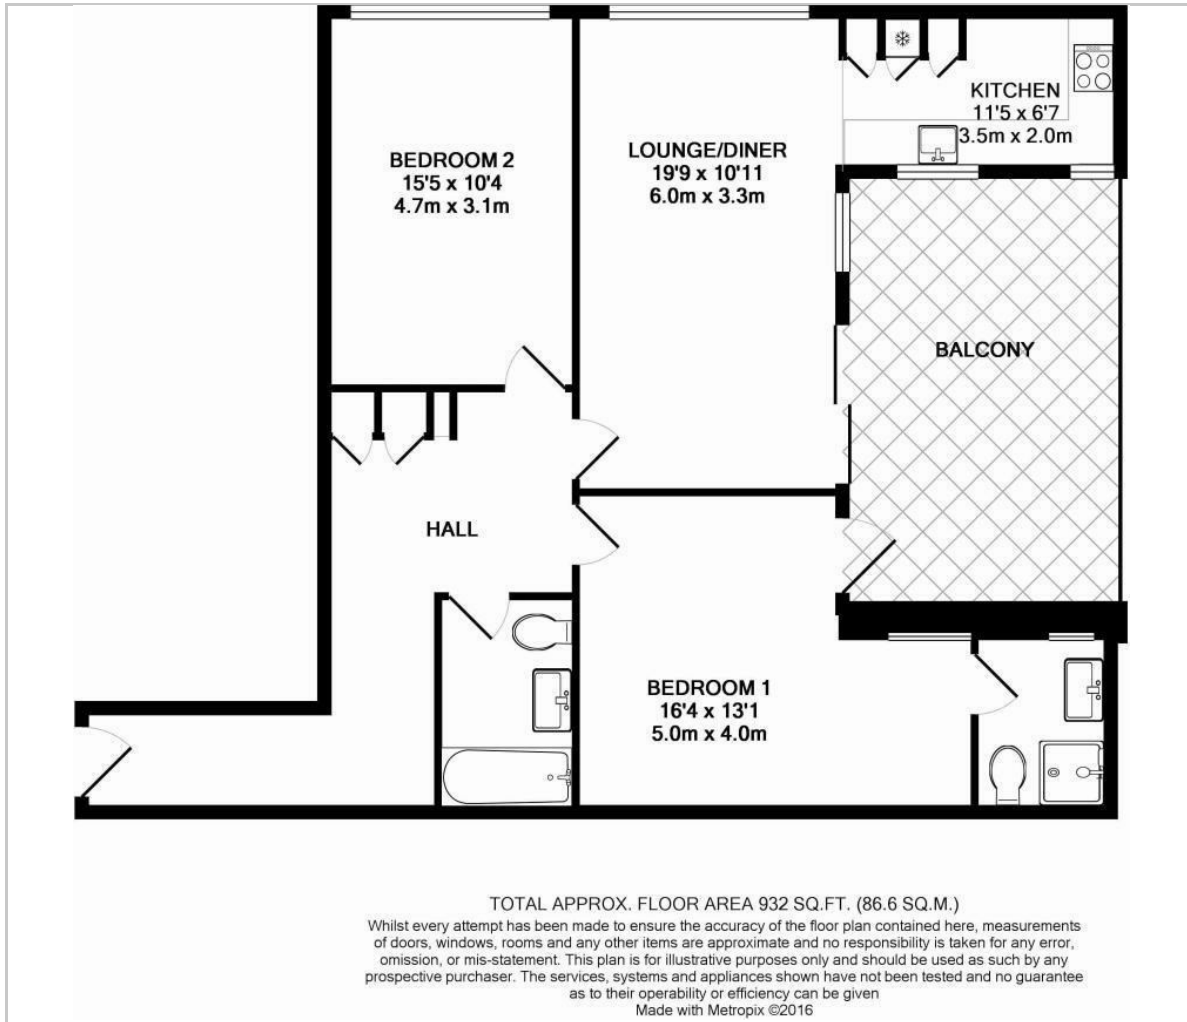 BEDROOM 2
15'5 x 10'4
4.7m x 3.1m
LOUNGE/DINER
19'9 x 10'11
6.0m x 3.3m
KITCHEN
11'5 x 6'7
3.5m x 2.0m
BALCONY
HALL
BEDROOM 1
16'4 x 13'1
5.0m x 4.0m
TOTAL APPROX. FLOOR AREA 932 SQ.FT. (86.6 SQ.M.)
Whilst every attempt has been made to ensure the accuracy of the floor plan contained here, measurements
of doors, windows, rooms and any other items are approximate and no responsibility is taken for any error,
omission, or mis-statement. This plan is for illustrative purposes only and should be used as such by any
prospective purchaser. The services, systems and appliances shown have not been tested and no guarantee
as to their operability or efficiency can be given
Made with Metropix ©2016